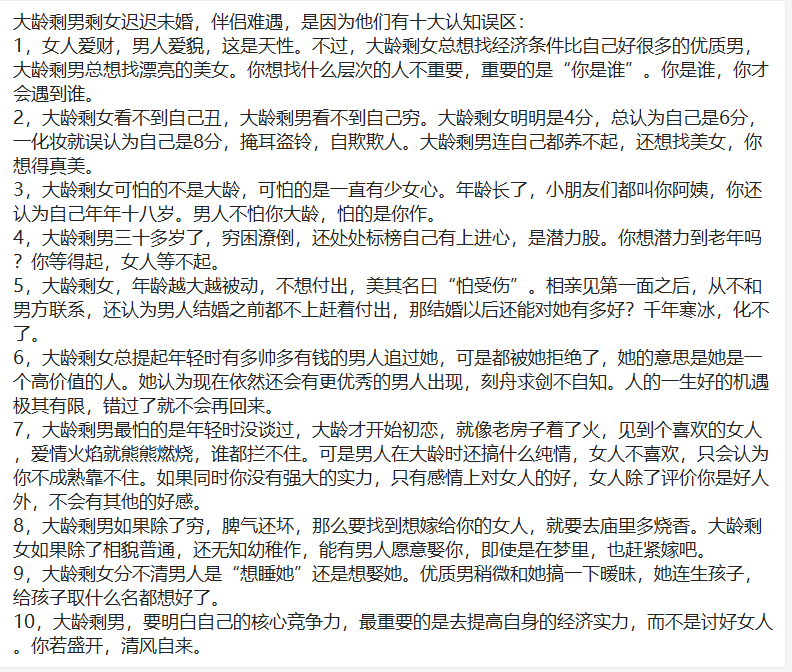 大龄剩男剩女迟迟未婚，伴侣难遇，是因为他们有十大认知误区：
1，女人爱财，男人爱貌，这是天性。不过，大龄剩女总想找经济条件比自己好很多的优质男，
大龄剩男总想找漂亮的美女。你想找什么层次的人不重要，重要的是“你是谁”。你是谁，你才
会遇到谁。
2，大龄剩女看不到自己丑，大龄剩男看不到自己穷。大龄剩女明明是4分，总认为自己是6分，
一化妆就误认为自己是8分，掩耳盗铃，自欺欺人。大龄剩男连自己都养不起，还想找美女，你
想得真美。
3，大龄剩女可怕的不是大龄，可怕的是一直有少女心。年龄长了，小朋友们都叫你阿姨，你还
认为自己年年十八岁。男人不怕你大龄，怕的是你作。
4，大龄剩男三十多岁了，穷困潦倒，还处处标榜自己有上进心，是潜力股。你想潜力到老年吗
？你等得起，女人等不起。
5，大龄剩女，年龄越大越被动，不想付出，美其名曰“怕受伤”。相亲见第一面之后，从不和
男方联系，还认为男人结婚之前都不上赶着付出，那结婚以后还能对她有多好？千年寒冰，化不
了。
6，大龄剩女总提起年轻时有多帅多有钱的男人追过她，可是都被她拒绝了，她的意思是她是一
个高价值的人。她认为现在依然还会有更优秀的男人出现，刻舟求剑不自知。人的一生好的机遇
极其有限，错过了就不会再回来。
7，大龄剩男最怕的是年轻时没谈过，大龄才开始初恋，就像老房子着了火，见到个喜欢的女人
，爱情火焰就熊熊燃烧，谁都拦不住。可是男人在大龄时还搞什么纯情，女人不喜欢，只会认为
你不成熟靠不住。如果同时你没有强大的实力，只有感情上对女人的好，女人除了评价你是好人
外，不会有其他的好感。
8，大龄剩男如果除了穷，脾气还坏，那么要找到想嫁给你的女人，就要去庙里多烧香。大龄剩
女如果除了相貌普通，还无知幼稚作，能有男人愿意娶你，即使是在梦里，也赶紧嫁吧。
9，大龄剩女分不清男人是“想睡她”还是想娶她。优质男稍微和她搞一下暧昧，她连生孩子，
给孩子取什么名都想好了。
10，大龄剩男，要明白自己的核心竞争力，最重要的是去提高自身的经济实力，而不是讨好女人
。你若盛开，清风自来。